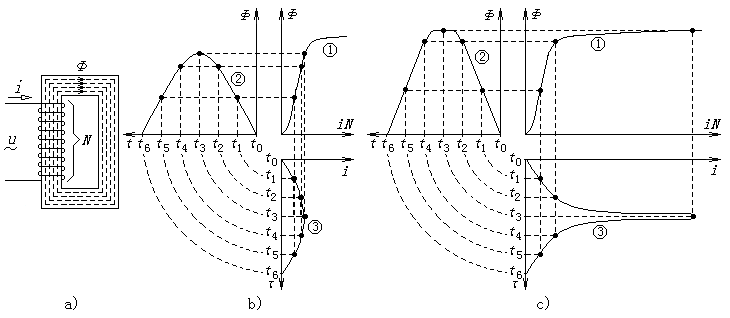 Φ
i
u
~
N
a)
Φ
Φ
①
②
iN
t t₆ t₅ t₄ t₃ t₂ t₁ t₀
t₀
i
t₁
t₂
t₃
③
t₄
t₅
t₆
τ
b)
Φ
Φ
①
②
iN
t t₆ t₅ t₄ t₃ t₂ t₁ t₀
t₀
i
t₁
t₂
t₃
③
t₄
t₅
t₆
τ
c)